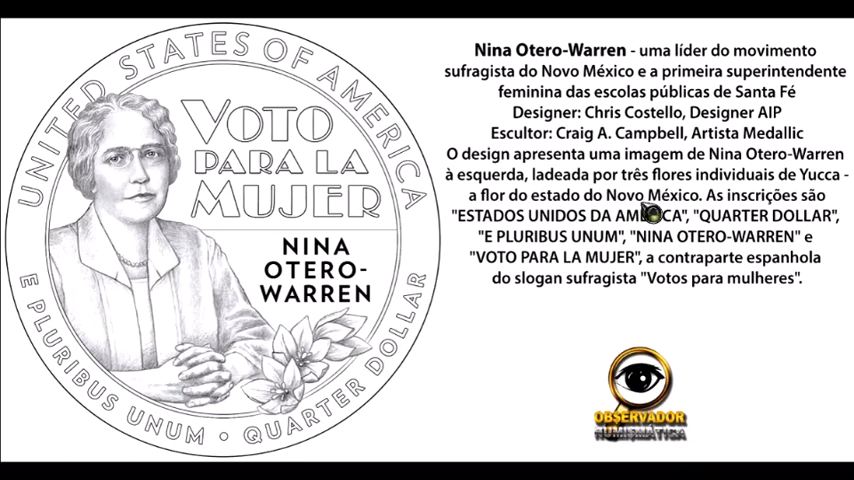 UNITED STATES OF AMERICA
VOTO
PARA LA
MUJER
NINA
OTERO-
WARREN
E PLURIBUS UNUM • QUARTER DOLLAR
Nina Otero-Warren - uma líder do movimento
sufragista do Novo México e a primeira superintendente
feminina das escolas públicas de Santa Fé
Designer: Chris Costello, Designer AIP
Escultor: Craig A. Campbell, Artista Medallic
O design apresenta uma imagem de Nina Otero-Warren
à esquerda, ladeada por três flores individuais de Yucca -
a flor do estado do Novo México. As inscrições são
"ESTADOS UNIDOS DA "QUARTER DOLLAR",
"E PLURIBUS UNUM", "NINA OTERO-WARREN" e
"VOTO PARA LA MUJER", a contraparte espanhola
do slogan sufragista "Votos para mulheres".
OBSERVADOR
NUMISMÁTICA